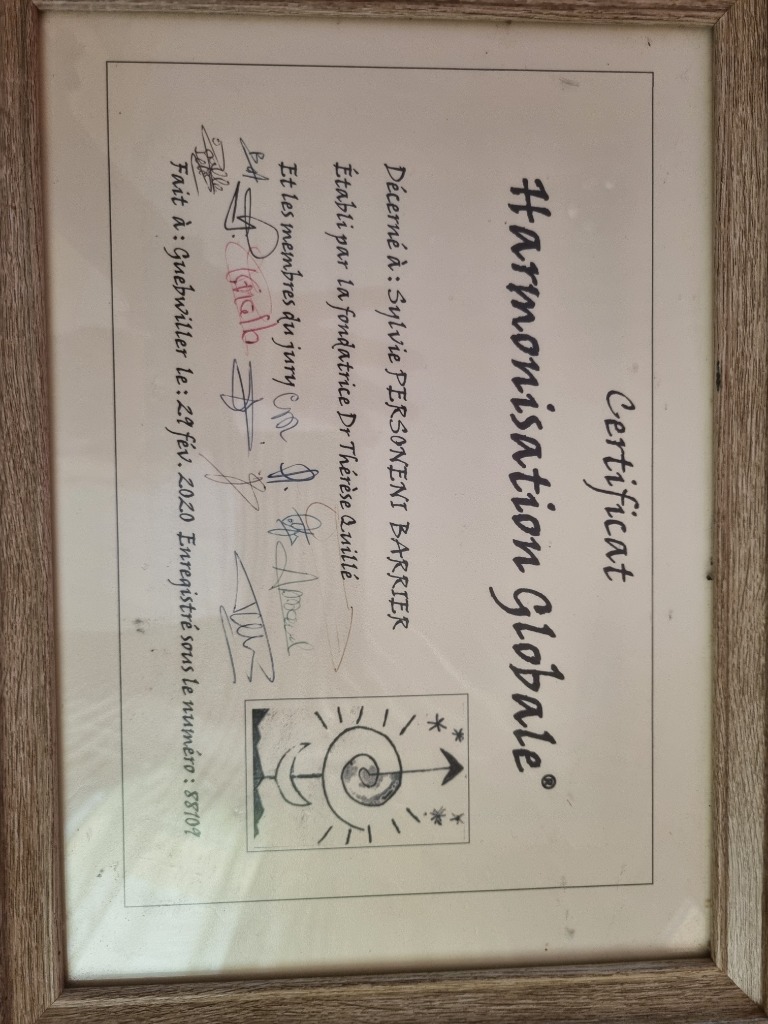 Certificat
Harmonisation Globale®
Décerné à : Sylvie PERSONENI BARRIER
Établi par la fondatrice Dr Thérèse Quillé
Et les membres du jury
Fait à : Guebwiller le : 29 fév. 2020 Enregistré sous le numéro : 88109